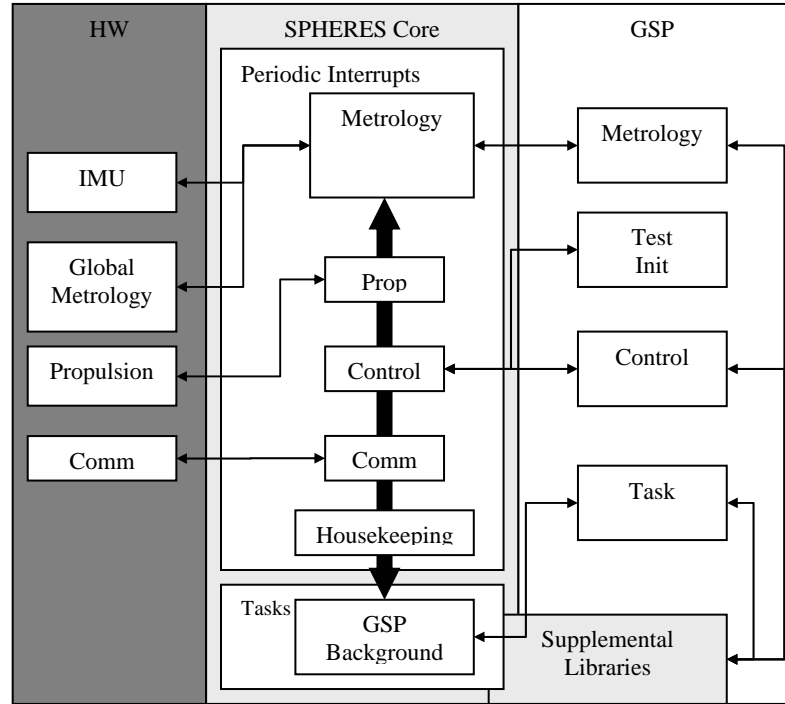 HW
SPHERES Core
GSP
Periodic Interrupts
Metrology
Metrology
IMU
Test
Init
Global
Metrology
Prop
Propulsion
Control
Control
Comm
Comm
Task
Housekeeping
Tasks
GSP
Background
Supplemental
Libraries